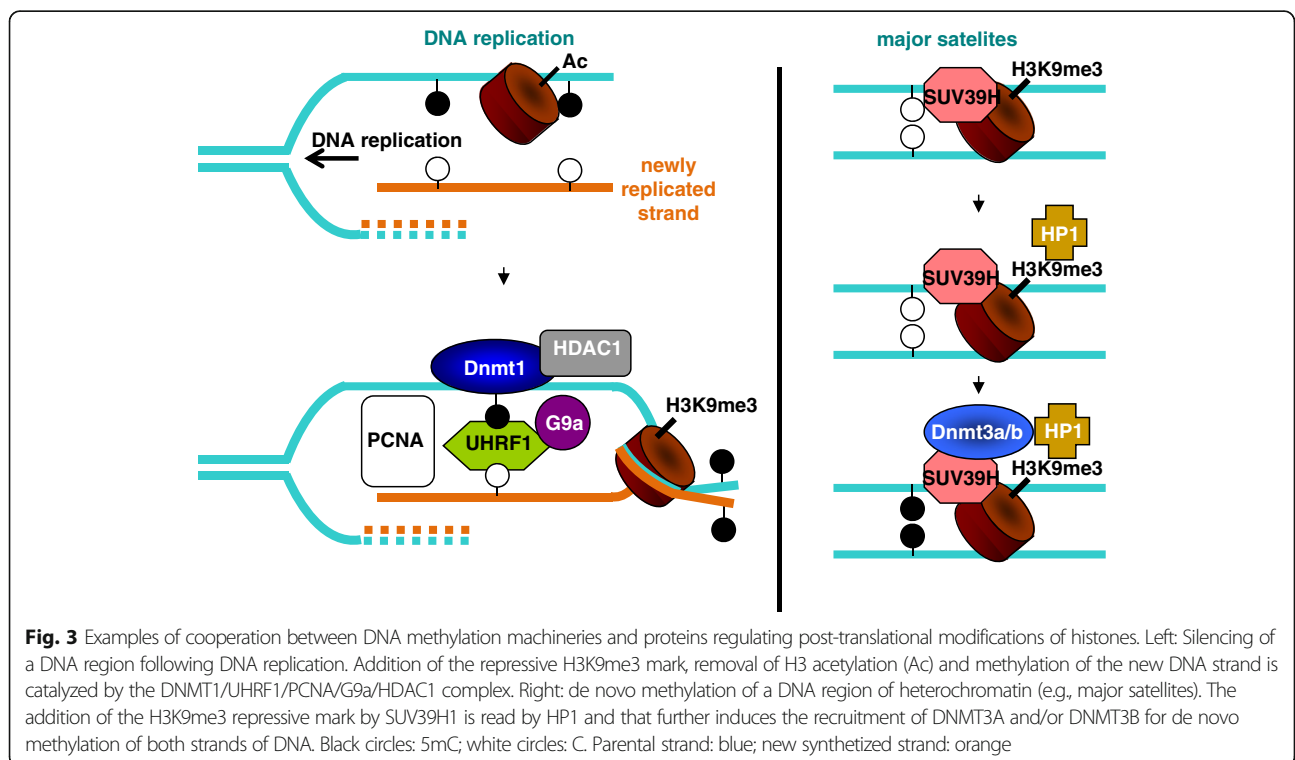 DNA replication
Ac
DNA replication
newly
replicated
strand
Dnmt1
HDAC1
PCNA
UHRF1
G9a
H3K9me3
major satelites
H3K9me3
SUV39H
HP1
SUV39H
H3K9me3
Dnmt3a/b
HP1
SUV39H
H3K9me3
Fig. 3 Examples of cooperation between DNA methylation machineries and proteins regulating post-translational modifications of histones. Left: Silencing of
a DNA region following DNA replication. Addition of the repressive H3K9me3 mark, removal of H3 acetylation (Ac) and methylation of the new DNA strand is
catalyzed by the DNMT1/UHRF1/PCNA/G9a/HDAC1 complex. Right: de novo methylation of a DNA region of heterochromatin (e.g., major satellites). The
addition of the H3K9me3 repressive mark by SUV39H1 is read by HP1 and that further induces the recruitment of DNMT3A and/or DNMT3B for de novo
methylation of both strands of DNA. Black circles: 5mC; white circles: C. Parental strand: blue; new synthetized strand: orange